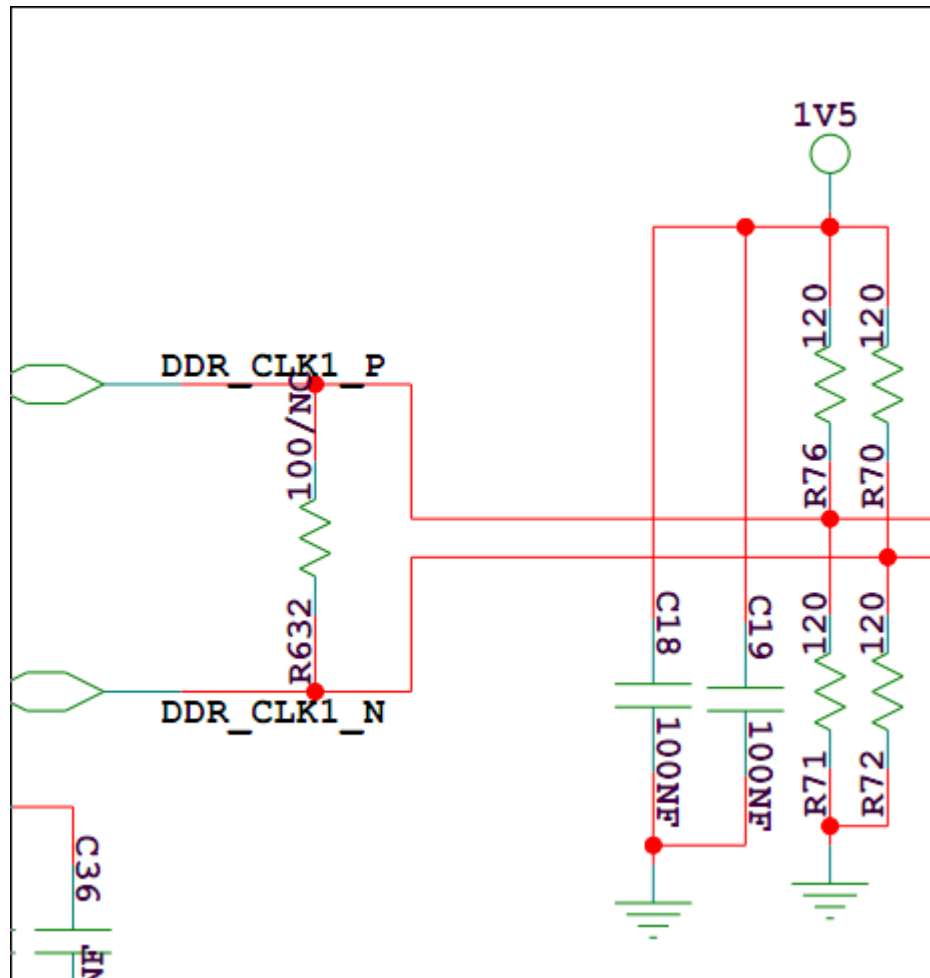 1V5
120
120
DDR_CLK1_P
100/NC
R76
R70
R632
C18
C19
120
120
DDR_CLK1_N
100NF
100NF
R71
R72
C36